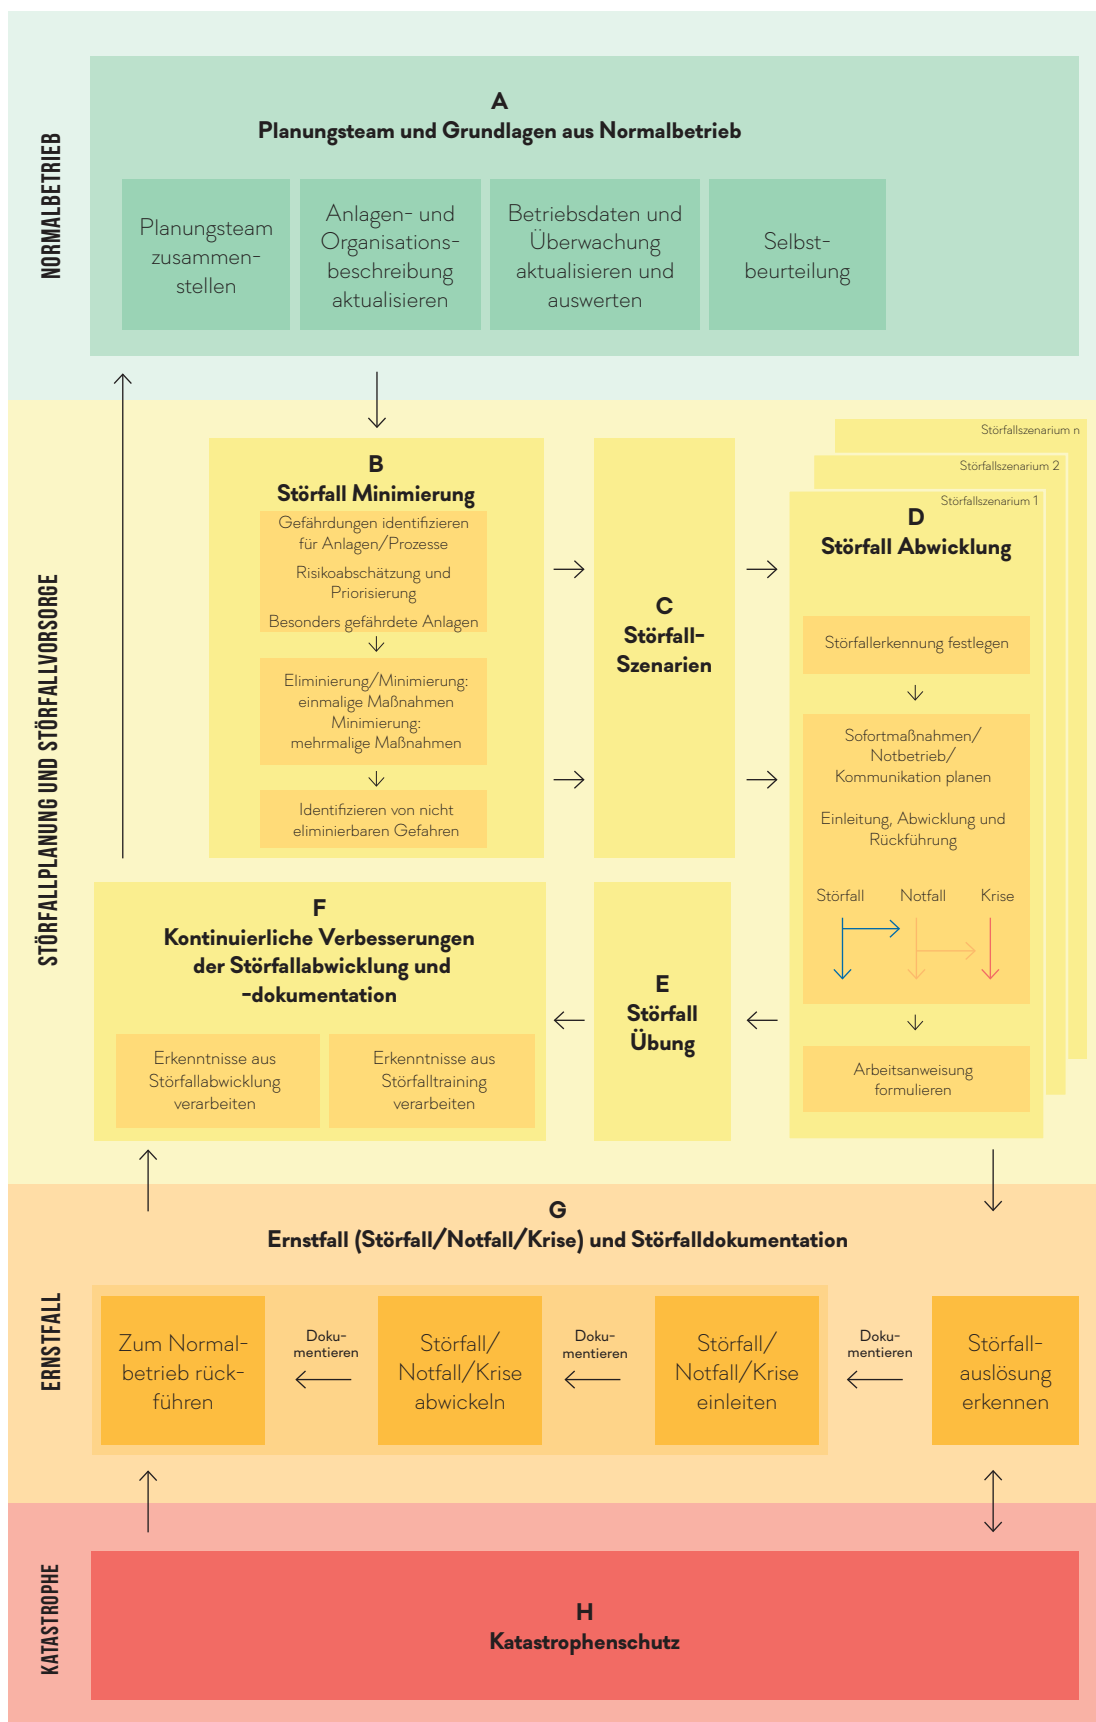 NORMALBETRIEB
A
Planungsteam und Grundlagen aus Normalbetrieb
Planungsteam
zusammen-
stellen
Anlagen- und
Organisations-
beschreibung
aktualisieren
Betriebsdaten und
Überwachung
aktualisieren und
auswerten
Selbst-
beurteilung
STÖRFALLPLANUNG UND STÖRFALLVORSORGE
B
Störfall Minimierung
Gefährdungen identifizieren
für Anlagen/Prozesse
Risikoabschätzung und
Priorisierung
Besonders gefährdete Anlagen
Eliminierung/Minimierung:
einmalige Maßnahmen
Minimierung:
mehrmalige Maßnahmen
Identifizieren von nicht
eliminierbaren Gefahren
C
Störfall-
Szenarien
Störfallszenarium n
Störfallszenarium 2
Störfallszenarium 1
D
Störfall Abwicklung
Störfallerkennung festlegen
Sofortmaßnahmen/
Notbetrieb/
Kommunikation planen
Einleitung, Abwicklung und
Rückführung
Störfall
Notfall
Krise
Arbeitsanweisung
formulieren
E
Störfall
Übung
F
Kontinuierliche Verbesserungen
der Störfallabwicklung und
-dokumentation
Erkenntnisse aus
Störfallabwicklung
verarbeiten
Erkenntnisse aus
Störfalltraining
verarbeiten
ERNSTFALL
G
Ernstfall (Störfall/Notfall/Krise) und Störfalldokumentation
Zum Normal-
betrieb rück-
führen
Doku-
mentieren
Störfall/
Notfall/Krise
abwickeln
Doku-
mentieren
Störfall/
Notfall/Krise
einleiten
Doku-
mentieren
Störfall-
auslösung
erkennen
KATASTROPHE
H
Katastrophenschutz